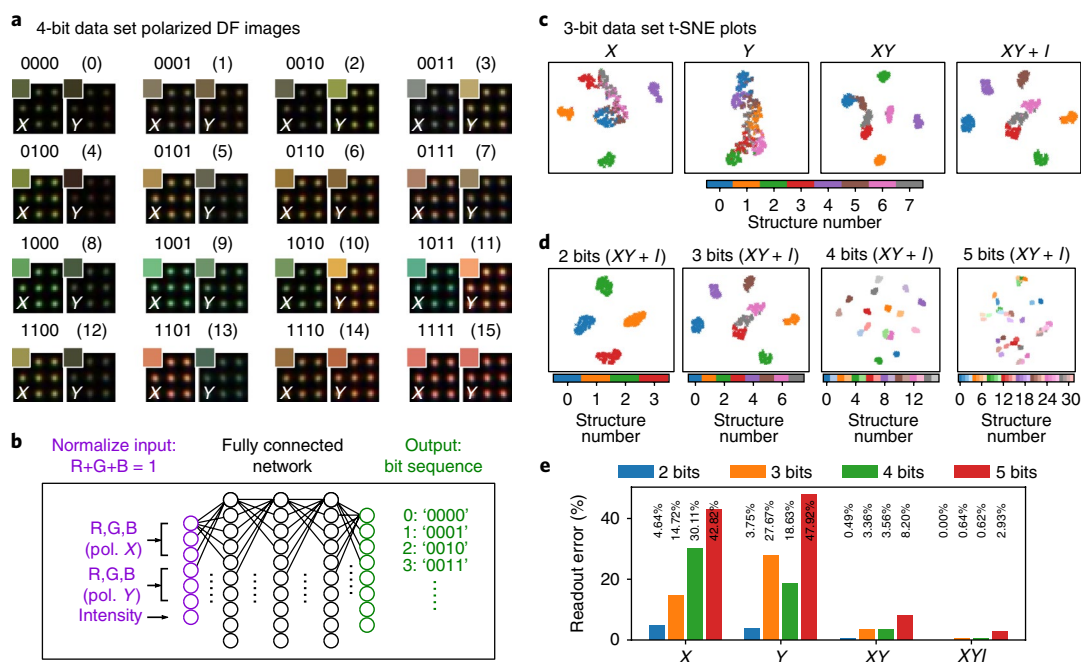 a 4-bit data set polarized DF images
0000 (0) 0001 (1) 0010 (2) 0011 (3)
X Y X Y X Y X Y
0100 (4) 0101 (5) 0110 (6) 0111 (7)
X Y X Y X Y X Y
1000 (8) 1001 (9) 1010 (10) 1011 (11)
X Y X Y X Y X Y
1100 (12) 1101 (13) 1110 (14) 1111 (15)
X Y X Y X Y X Y
b
Normalize input:
R+G+B = 1
Fully connected
network
Output:
bit sequence
R,G,B
(pol. X)
R,G,B
(pol. Y)
Intensity
0: '0000'
1: '0001'
2: '0010'
3: '0011'
c 3-bit data set t-SNE plots
X Y XY XY + I
0 1 2 3 4 5 6 7
Structure number
d
2 bits (XY + I) 3 bits (XY + I) 4 bits (XY + I) 5 bits (XY + I)
0 1 2 3 0 2 4 6 0 4 8 12 0 6 12 18 24 30
Structure
number
Structure
number
Structure
number
Structure
number
e 2 bits 3 bits 4 bits 5 bits
Readout error (%)
40
20
0
4.64% 14.72% 30.11% 42.82% 3.75% 27.67% 18.63% 47.92% 0.49% 3.36% 3.56% 8.20% 0.00% 0.64% 0.62% 2.93%
X Y XY XYI